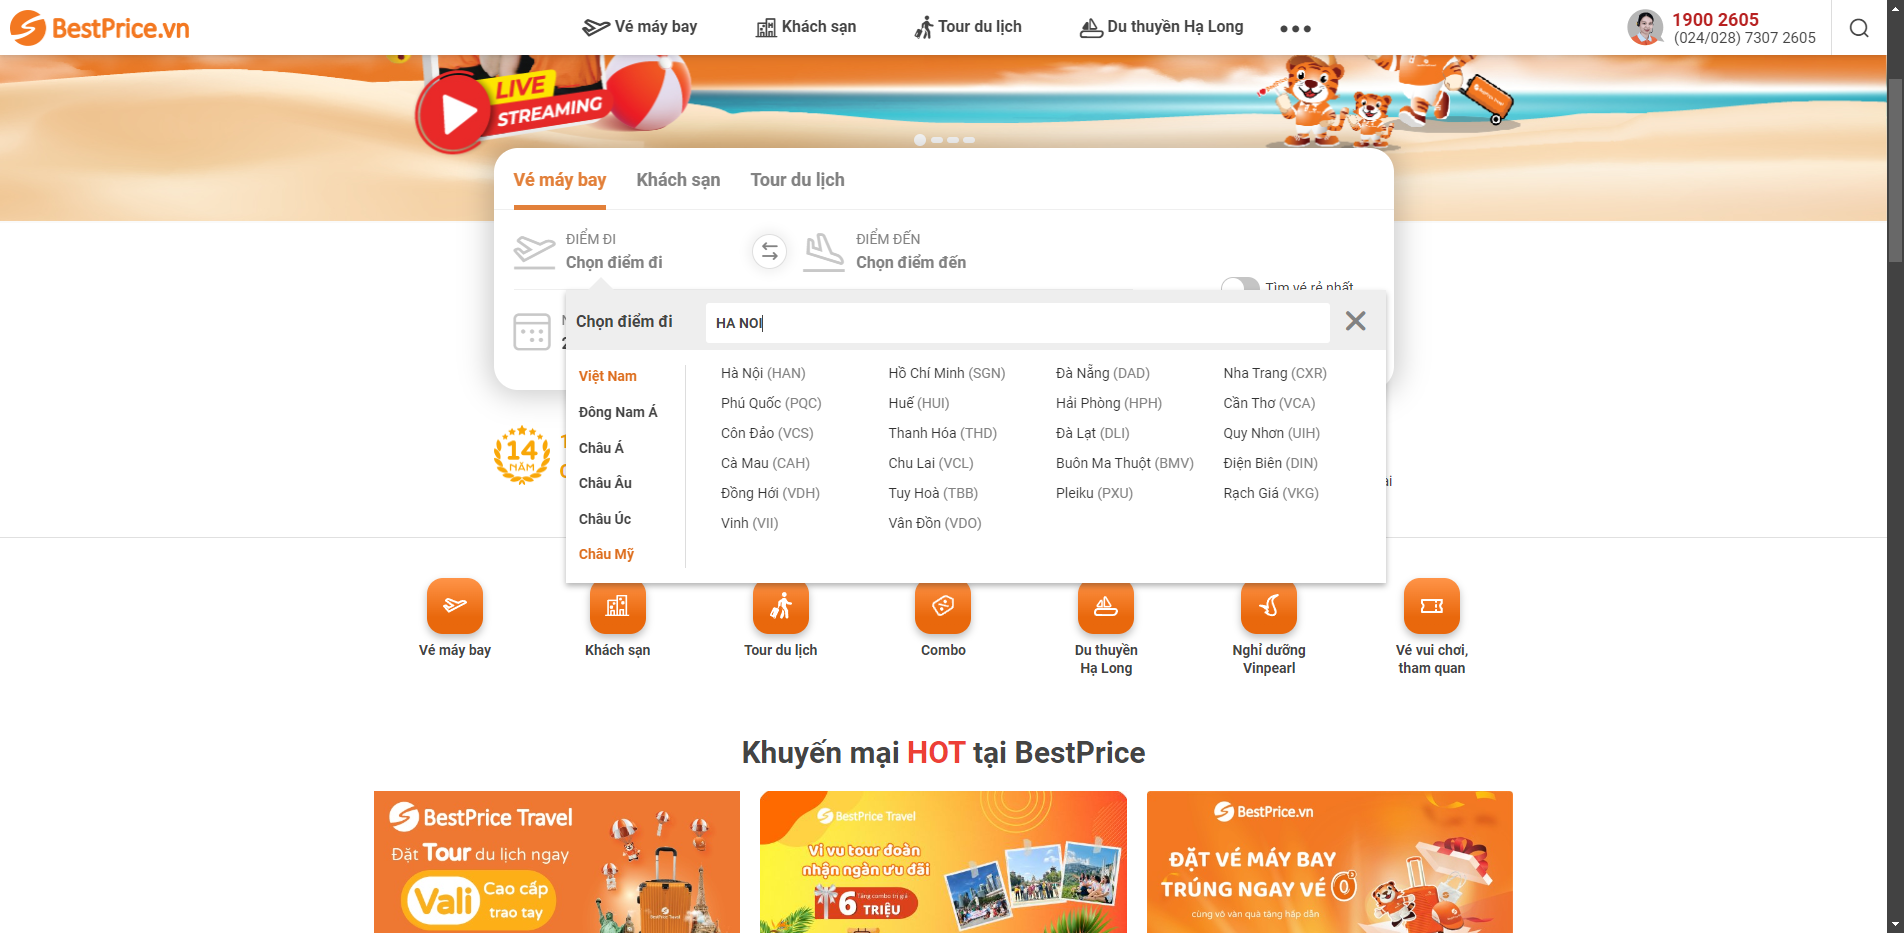 BestPrice.vn
Vé máy bay
Khách sạn
Tour du lịch
Du thuyền Hạ Long
1900 2605
(024/028) 7307 2605
LIVE
STREAMING
Vé máy bay
Khách sạn
Tour du lịch
ĐIỂM ĐI
Chọn điểm đi
ĐIỂM ĐẾN
Chọn điểm đến
Tìm vé rẻ nhất
Chọn điểm đi
HA NOI
Việt Nam
Đông Nam Á
Châu Á
Châu Âu
Châu Úc
Châu Mỹ
Hà Nội (HAN)
Hồ Chí Minh (SGN)
Đà Nẵng (DAD)
Nha Trang (CXR)
Phú Quốc (PQC)
Huế (HUI)
Hải Phòng (HPH)
Cần Thơ (VCA)
Côn Đảo (VCS)
Thanh Hóa (THD)
Đà Lạt (DLI)
Quy Nhơn (UIH)
Cà Mau (CAH)
Chu Lai (VCL)
Buôn Ma Thuột (BMV)
Điện Biên (DIN)
Đồng Hới (VDH)
Tuy Hoà (TBB)
Pleiku (PXU)
Rạch Giá (VKG)
Vinh (VII)
Vân Đồn (VDO)
14
NĂM
Vé máy bay
Khách sạn
Tour du lịch
Combo
Du thuyền
Hạ Long
Nghỉ dưỡng
Vinpearl
Vé vui chơi,
tham quan
Khuyến mại HOT tại BestPrice
BestPrice Travel
Đặt Tour du lịch ngay
Vali Cao cấp
trao tay
BestPrice Travel
BestPrice Travel
Vi vu tour đoàn
nhận ngàn ưu đãi
Tặng combo trị giá
6 TRIỆU
BestPrice.vn
ĐẶT VÉ MÁY BAY
TRÚNG NGAY VÉ 0Đ
cùng vô vàn quà tặng hấp dẫn